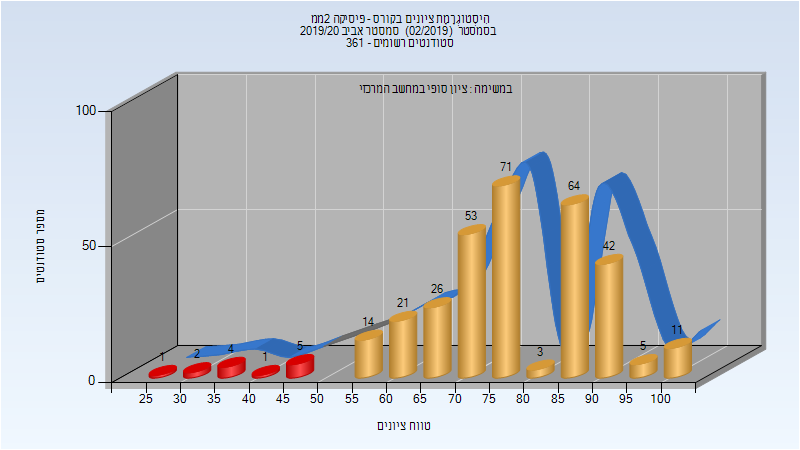 היסטוגרמת ציונים בקורס - פיסיקה 2ממ
בסמסטר (02/2019) סמסטר אביב 2019/20
סטודנטים רשומים - 361
במשימה : ציון סופי במחשב המרכזי
100
50
0
מספר סטודנטים
1
2
4
1
5
14
21
26
53
71
3
64
42
5
11
25 30 35 40 45 50 55 60 65 70 75 80 85 90 95 100
טווח ציונים